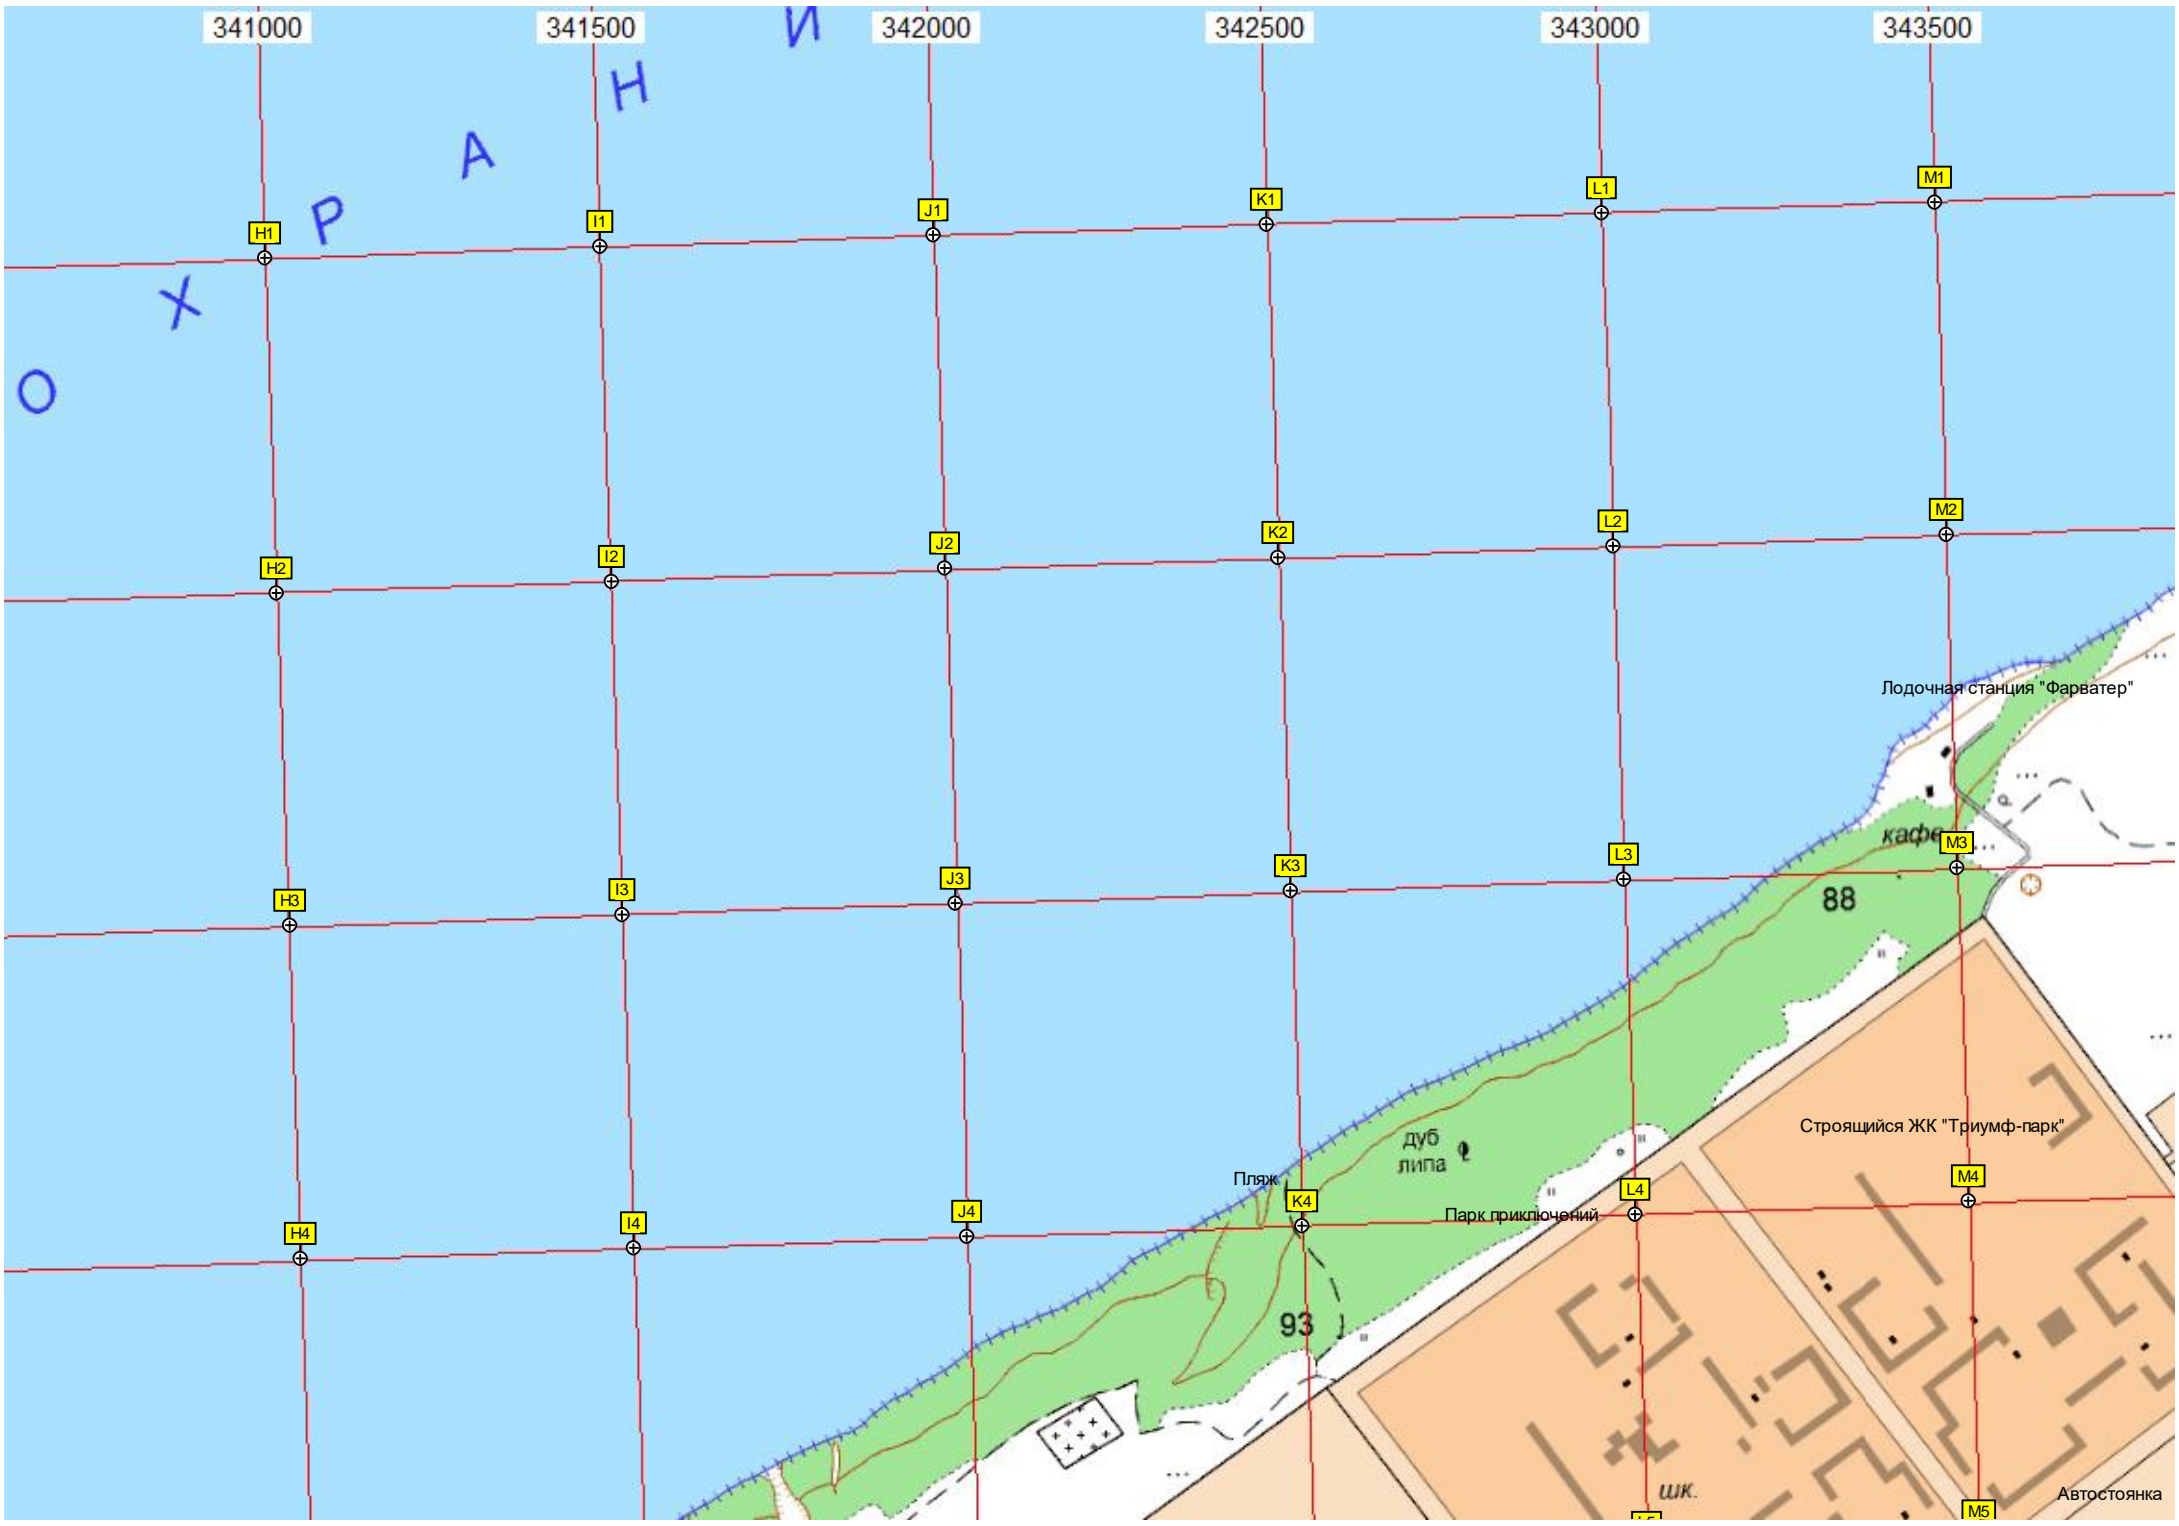 341000 341500 342000 342500 343000 343500
О Х Р А Н И
H1 I1 J1 K1 L1 M1
H2 I2 J2 K2 L2 M2
Лодочная станция "Фарватер"
кафе
H3 I3 J3 K3 L3 M3
88
дуб
липа
Строящийся ЖК "Триумф-парк"
Пляж
H4 I4 J4 K4 L4 M4
Парк приключений
93
шк.
Автостоянка
M5